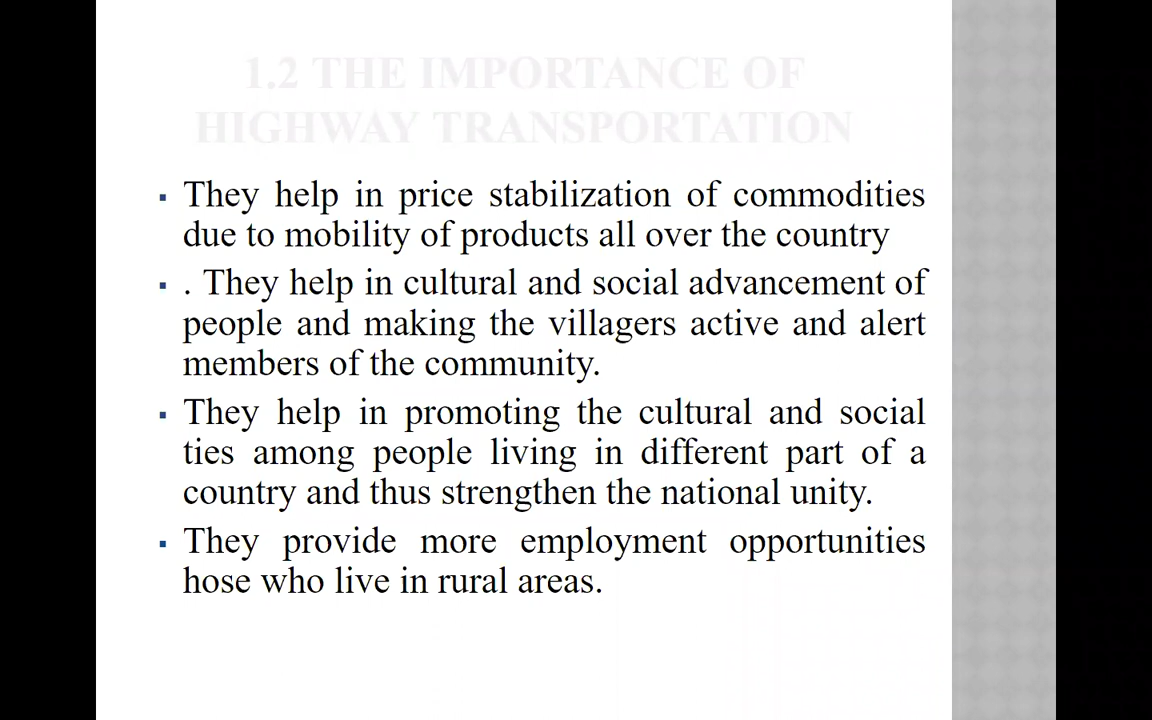 1.2 THE IMPORTANCE OF
HIGHWAY TRANSPORTATION
▪ They help in price stabilization of commodities
due to mobility of products all over the country
▪ . They help in cultural and social advancement of
people and making the villagers active and alert
members of the community.
▪ They help in promoting the cultural and social
ties among people living in different part of a
country and thus strengthen the national unity.
▪ They provide more employment opportunities
hose who live in rural areas.